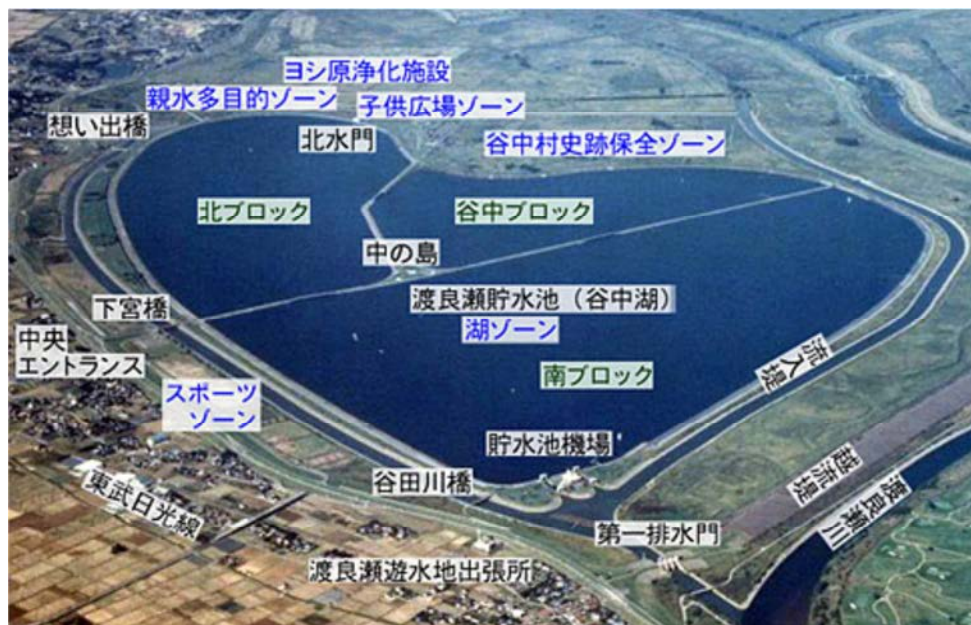 ヨシ原浄化施設
親水多目的ゾーン
子供広場ゾーン
想い出橋
北水門
谷中村史跡保全ゾーン
北ブロック
谷中ブロック
中の島
渡良瀬貯水池（谷中湖）
湖ゾーン
下宮橋
中央
エントランス
流入堤
南ブロック
スポーツ
ゾーン
貯水池機場
谷田川橋
越流堤
渡良瀬川
東武日光線
第一排水門
渡良瀬遊水地出張所